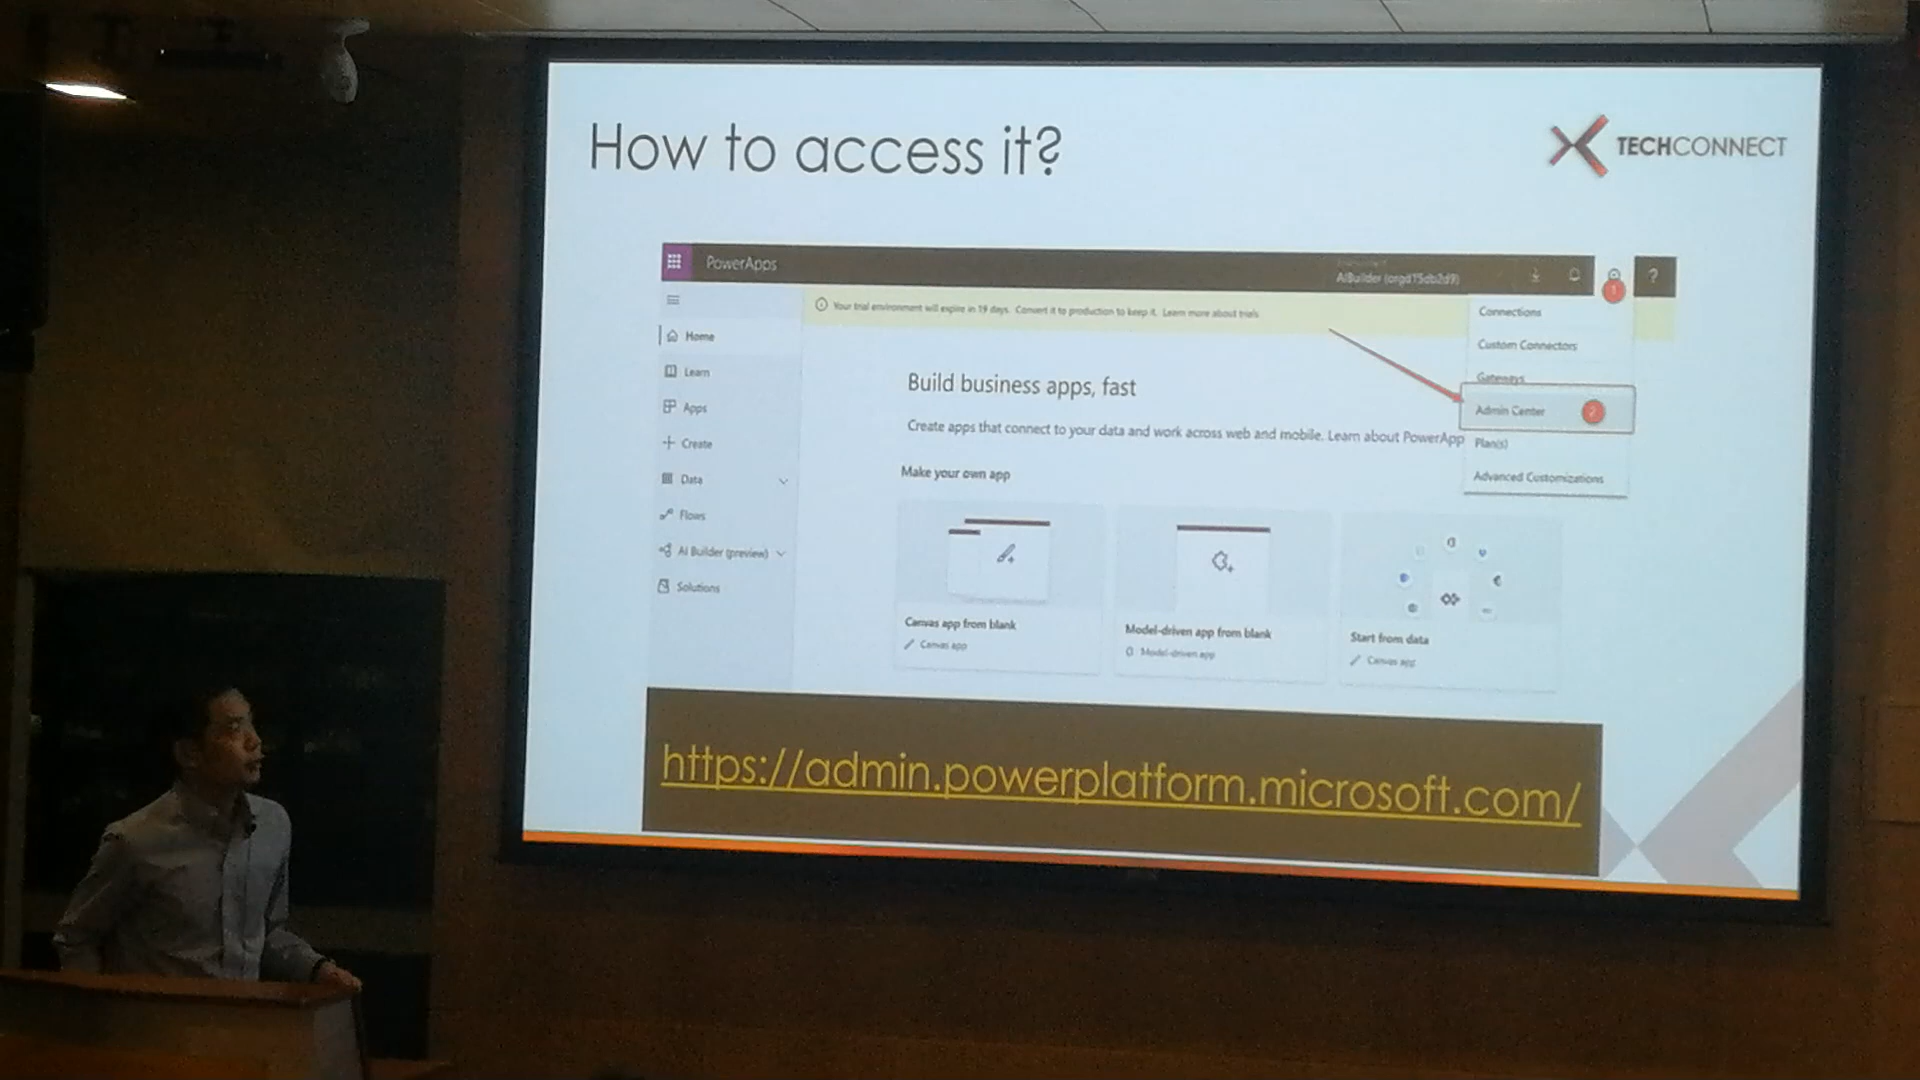 How to access it?
TECHCONNECT
PowerApps
AIBuilder (orgd15db2d9)
?
1
Your trial environment will expire in 19 days. Convert it to production to keep it. Learn more about trials
Connections
Custom Connectors
Gateways
Admin Center 2
Plan(s)
Advanced Customizations
Home
Learn
Apps
Create
Data
Flows
AI Builder (preview)
Solutions
Build business apps, fast
Create apps that connect to your data and work across web and mobile. Learn about PowerApp
Make your own app
Canvas app from blank
Canvas app
Model-driven app from blank
Model-driven app
Start from data
Canvas app
https://admin.powerplatform.microsoft.com/